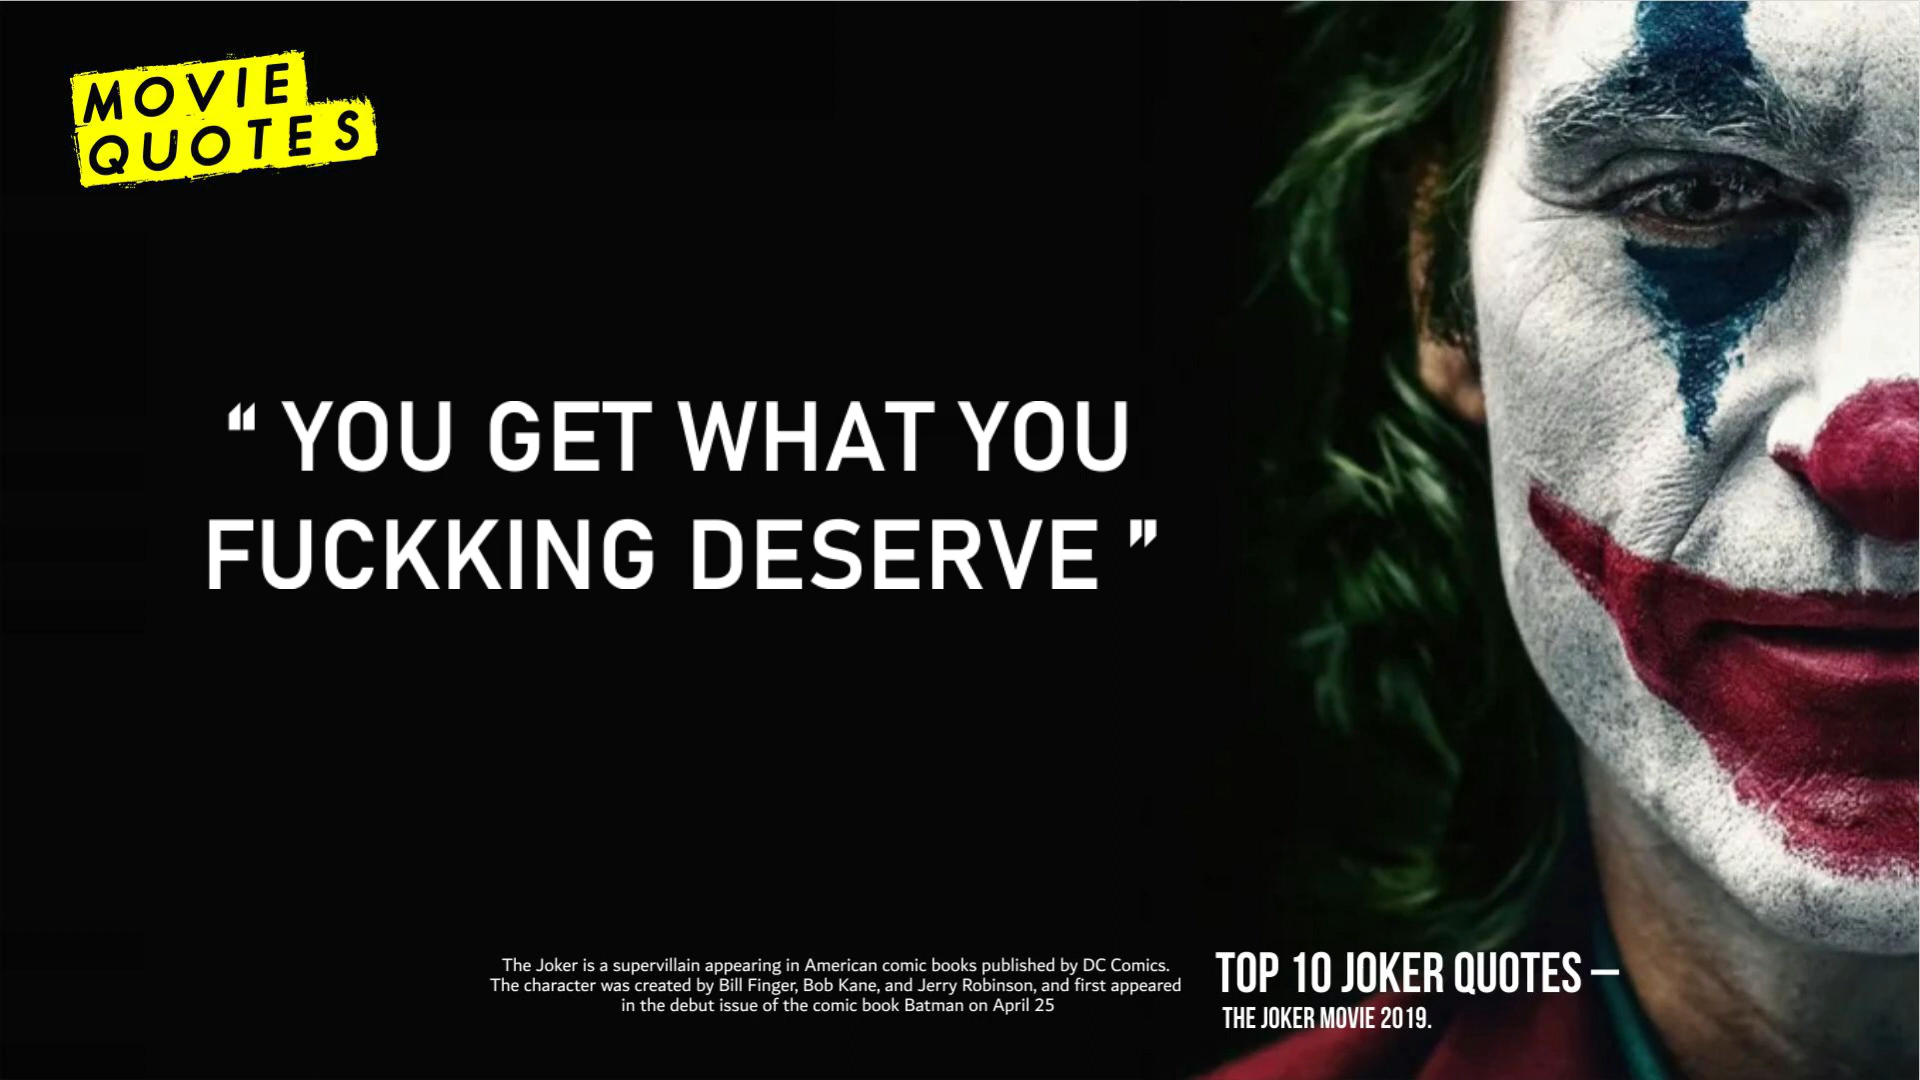 MOVIE
QUOTES
“ YOU GET WHAT YOU
FUCKKING DESERVE ”
The Joker is a supervillain appearing in American comic books published by DC Comics.
The character was created by Bill Finger, Bob Kane, and Jerry Robinson, and first appeared
in the debut issue of the comic book Batman on April 25
TOP 10 JOKER QUOTES –
THE JOKER MOVIE 2019.